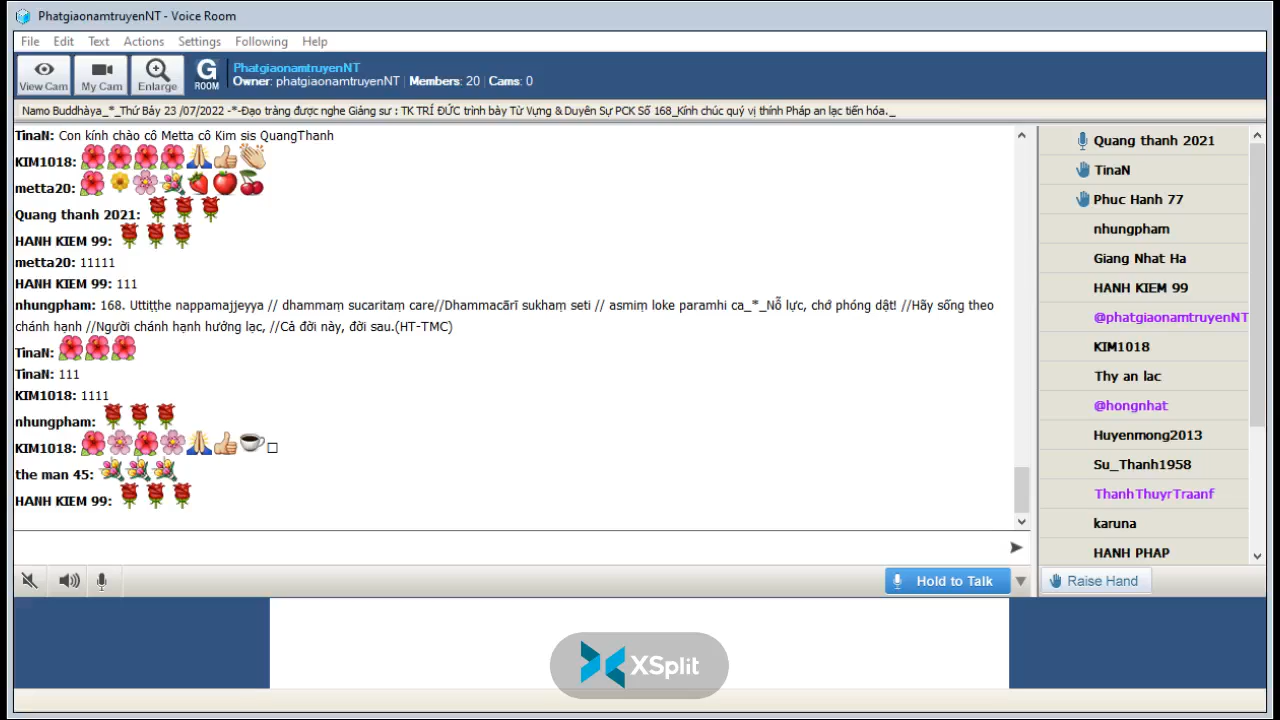 PhatgiaonamtruyenNT - Voice Room
File Edit Text Actions Settings Following Help
View Cam My Cam Enlarge G ROOM
PhatgiaonamtruyenNT
Owner: phatgiaonamtruyenNT | Members: 20 | Cams: 0
Namo Buddhàya_*_Thứ Bảy 23 /07/2022 -*-Đạo tràng được nghe Giảng sư : TK TRÍ ĐỨC trình bày Từ Vựng & Duyên Sự PCK Số 168_Kính chúc quý vị thính Pháp an lạc tiến hóa._
TinaN: Con kính chào cô Metta cô Kim sis QuangThanh
KIM1018:
metta20:
Quang thanh 2021:
HANH KIEM 99:
metta20: 11111
HANH KIEM 99: 111
nhungpham: 168. Uttiṭṭhe nappamajjeyya // dhammaṃ sucaritaṃ care//Dhammacārī sukhaṃ seti // asmiṃ loke paramhi ca_*_Nỗ lực, chớ phóng dật! //Hãy sống theo
chánh hạnh //Người chánh hạnh hưởng lạc, //Cả đời này, đời sau.(HT-TMC)
TinaN:
TinaN: 111
KIM1018: 1111
nhungpham:
KIM1018:
the man 45:
HANH KIEM 99:
Quang thanh 2021
TinaN
Phuc Hanh 77
nhungpham
Giang Nhat Ha
HANH KIEM 99
@phatgiaonamtruyenNT
KIM1018
Thy an lac
@hongnhat
Huyenmong2013
Su_Thanh1958
ThanhThuyrTraanf
karuna
HANH PHAP
Hold to Talk
Raise Hand
XSplit